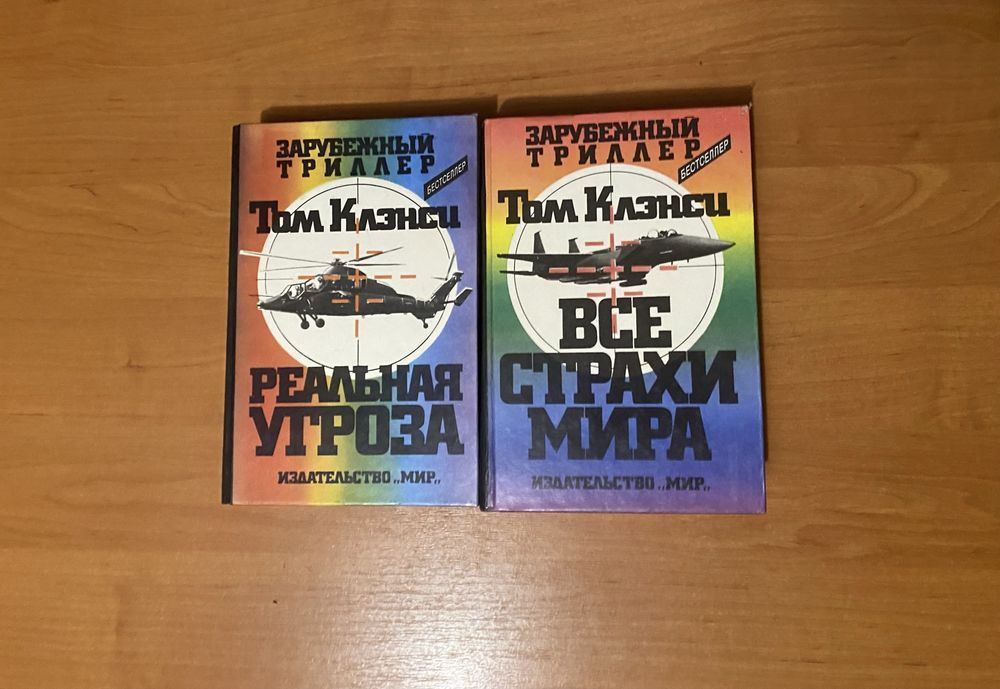 ЗАРУБЕЖНЫЙ
ТРИЛЛЕР
БЕСТСЕЛЛЕР
Том Клэнси
РЕАЛЬНАЯ
УГРОЗА
ИЗДАТЕЛЬСТВО „МИР„
ЗАРУБЕЖНЫЙ
ТРИЛЛЕР
БЕСТСЕЛЛЕР
Том Клэнси
ВСЕ
СТРАХИ
МИРА
ИЗДАТЕЛЬСТВО „МИР„